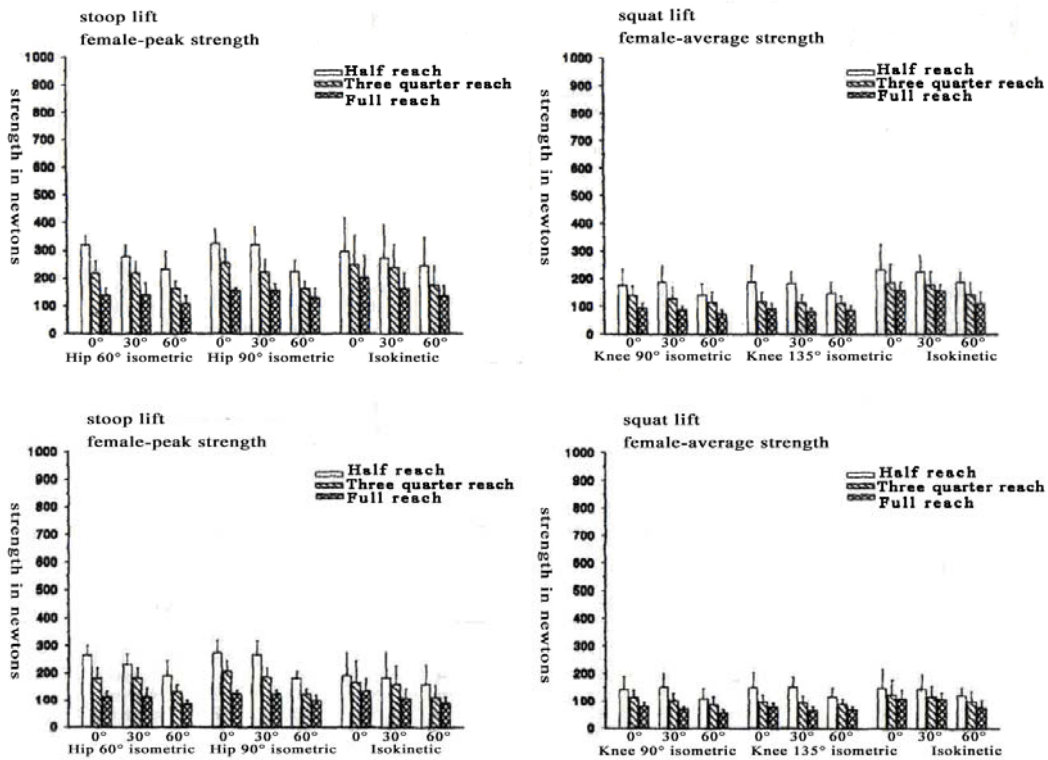 stoop lift
female-peak strength
Half reach
Three quarter reach
Full reach
strength in newtons
1000
900
800
700
600
500
400
300
200
100
0
0° 30° 60° 0° 30° 60° 0° 30° 60°
Hip 60° isometric Hip 90° isometric Isokinetic
squat lift
female-average strength
Half reach
Three quarter reach
Full reach
strength in newtons
1000
900
800
700
600
500
400
300
200
100
0
0° 30° 60° 0° 30° 60° 0° 30° 60°
Knee 90° isometric Knee 135° isometric Isokinetic
stoop lift
female-peak strength
Half reach
Three quarter reach
Full reach
strength in newtons
1000
900
800
700
600
500
400
300
200
100
0
0° 30° 60° 0° 30° 60° 0° 30° 60°
Hip 60° isometric Hip 90° isometric Isokinetic
squat lift
female-average strength
Half reach
Three quarter reach
Full reach
strength in newtons
1000
900
800
700
600
500
400
300
200
100
0
0° 30° 60° 0° 30° 60° 0° 30° 60°
Knee 90° isometric Knee 135° isometric Isokinetic